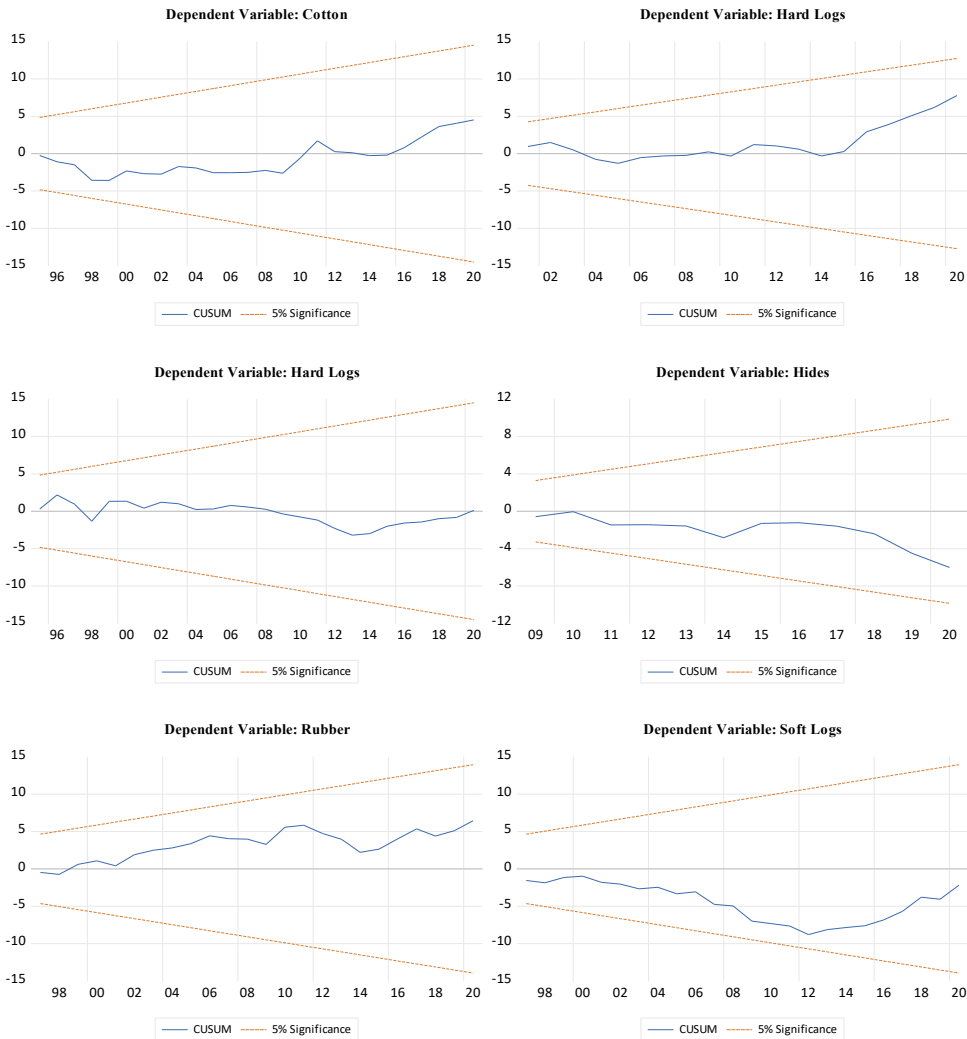 Dependent Variable: Cotton
15
10
5
0
-5
-10
-15
96 98 00 02 04 06 08 10 12 14 16 18 20
CUSUM 5% Significance
Dependent Variable: Hard Logs
15
10
5
0
-5
-10
-15
02 04 06 08 10 12 14 16 18 20
CUSUM 5% Significance
Dependent Variable: Hard Logs
15
10
5
0
-5
-10
-15
96 98 00 02 04 06 08 10 12 14 16 18 20
CUSUM 5% Significance
Dependent Variable: Hides
12
8
4
0
-4
-8
-12
09 10 11 12 13 14 15 16 17 18 19 20
CUSUM 5% Significance
Dependent Variable: Rubber
15
10
5
0
-5
-10
-15
98 00 02 04 06 08 10 12 14 16 18 20
CUSUM 5% Significance
Dependent Variable: Soft Logs
15
10
5
0
-5
-10
-15
98 00 02 04 06 08 10 12 14 16 18 20
CUSUM 5% Significance